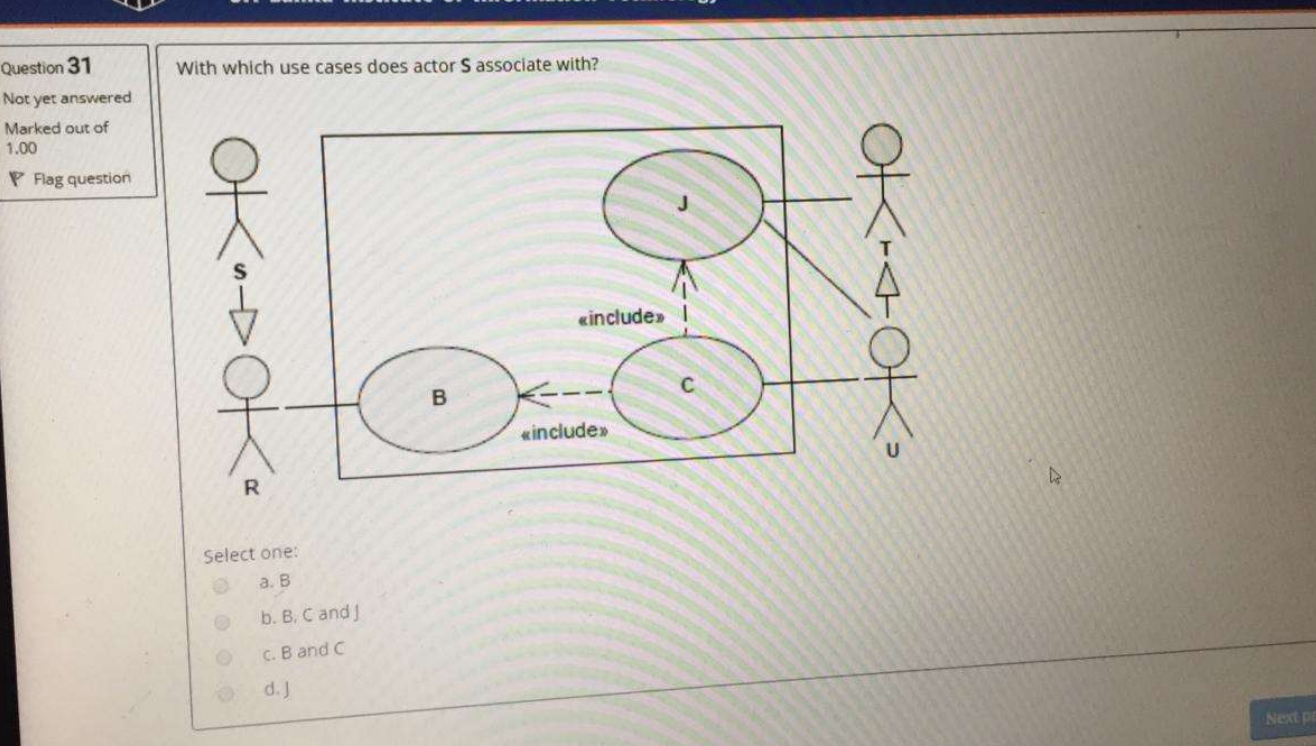 Question 31
Not yet answered
Marked out of
1.00
Flag question
With which use cases does actor S associate with?
S
J
T
«include»
B
C
«include»
U
R
Select one:
a. B
b. B, C and J
c. B and C
d. J
Next